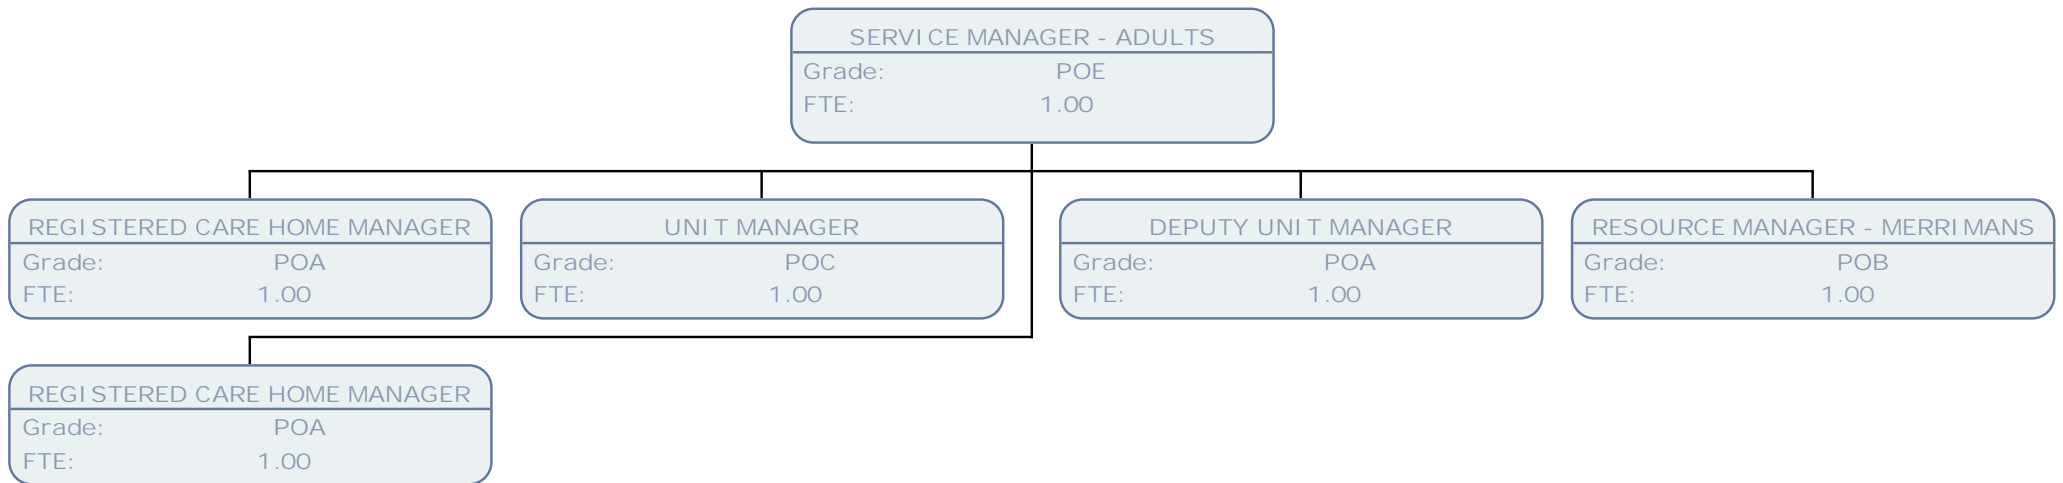 SERVICE MANAGER - ADULTS
Grade: POE
FTE: 1.00
REGISTERED CARE HOME MANAGER
Grade: POA
FTE: 1.00
UNIT MANAGER
Grade: POC
FTE: 1.00
DEPUTY UNIT MANAGER
Grade: POA
FTE: 1.00
RESOURCE MANAGER - MERRIMANS
Grade: POB
FTE: 1.00
REGISTERED CARE HOME MANAGER
Grade: POA
FTE: 1.00